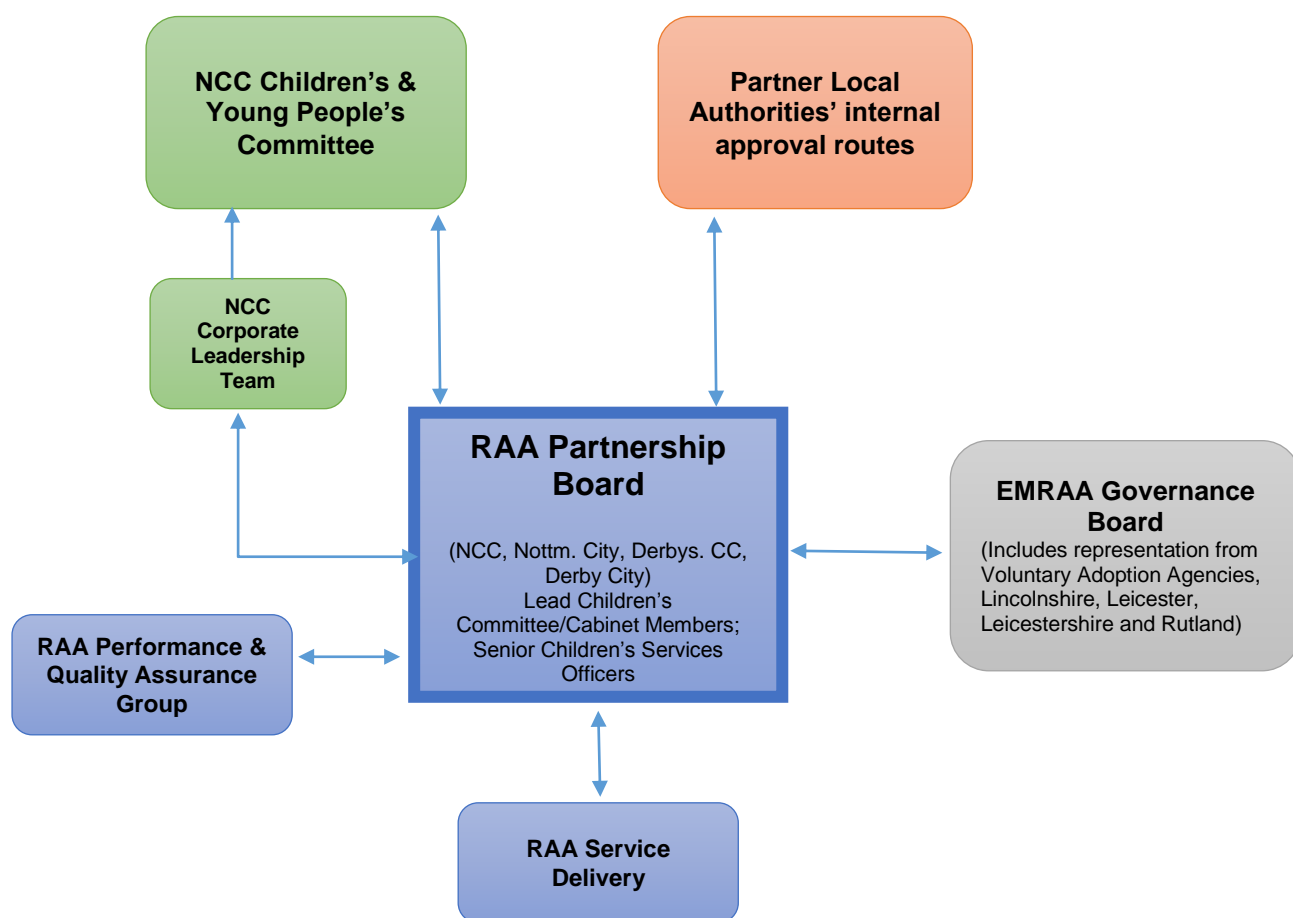 NCC Children’s &
Young People’s
Committee
Partner Local
Authorities’ internal
approval routes
NCC
Corporate
Leadership
Team
RAA Partnership
Board
(NCC, Nottm. City, Derbys. CC,
Derby City)
Lead Children’s
Committee/Cabinet Members;
Senior Children’s Services
Officers
EMRAA Governance
Board
(Includes representation from
Voluntary Adoption Agencies,
Lincolnshire, Leicester,
Leicestershire and Rutland)
RAA Performance &
Quality Assurance
Group
RAA Service
Delivery